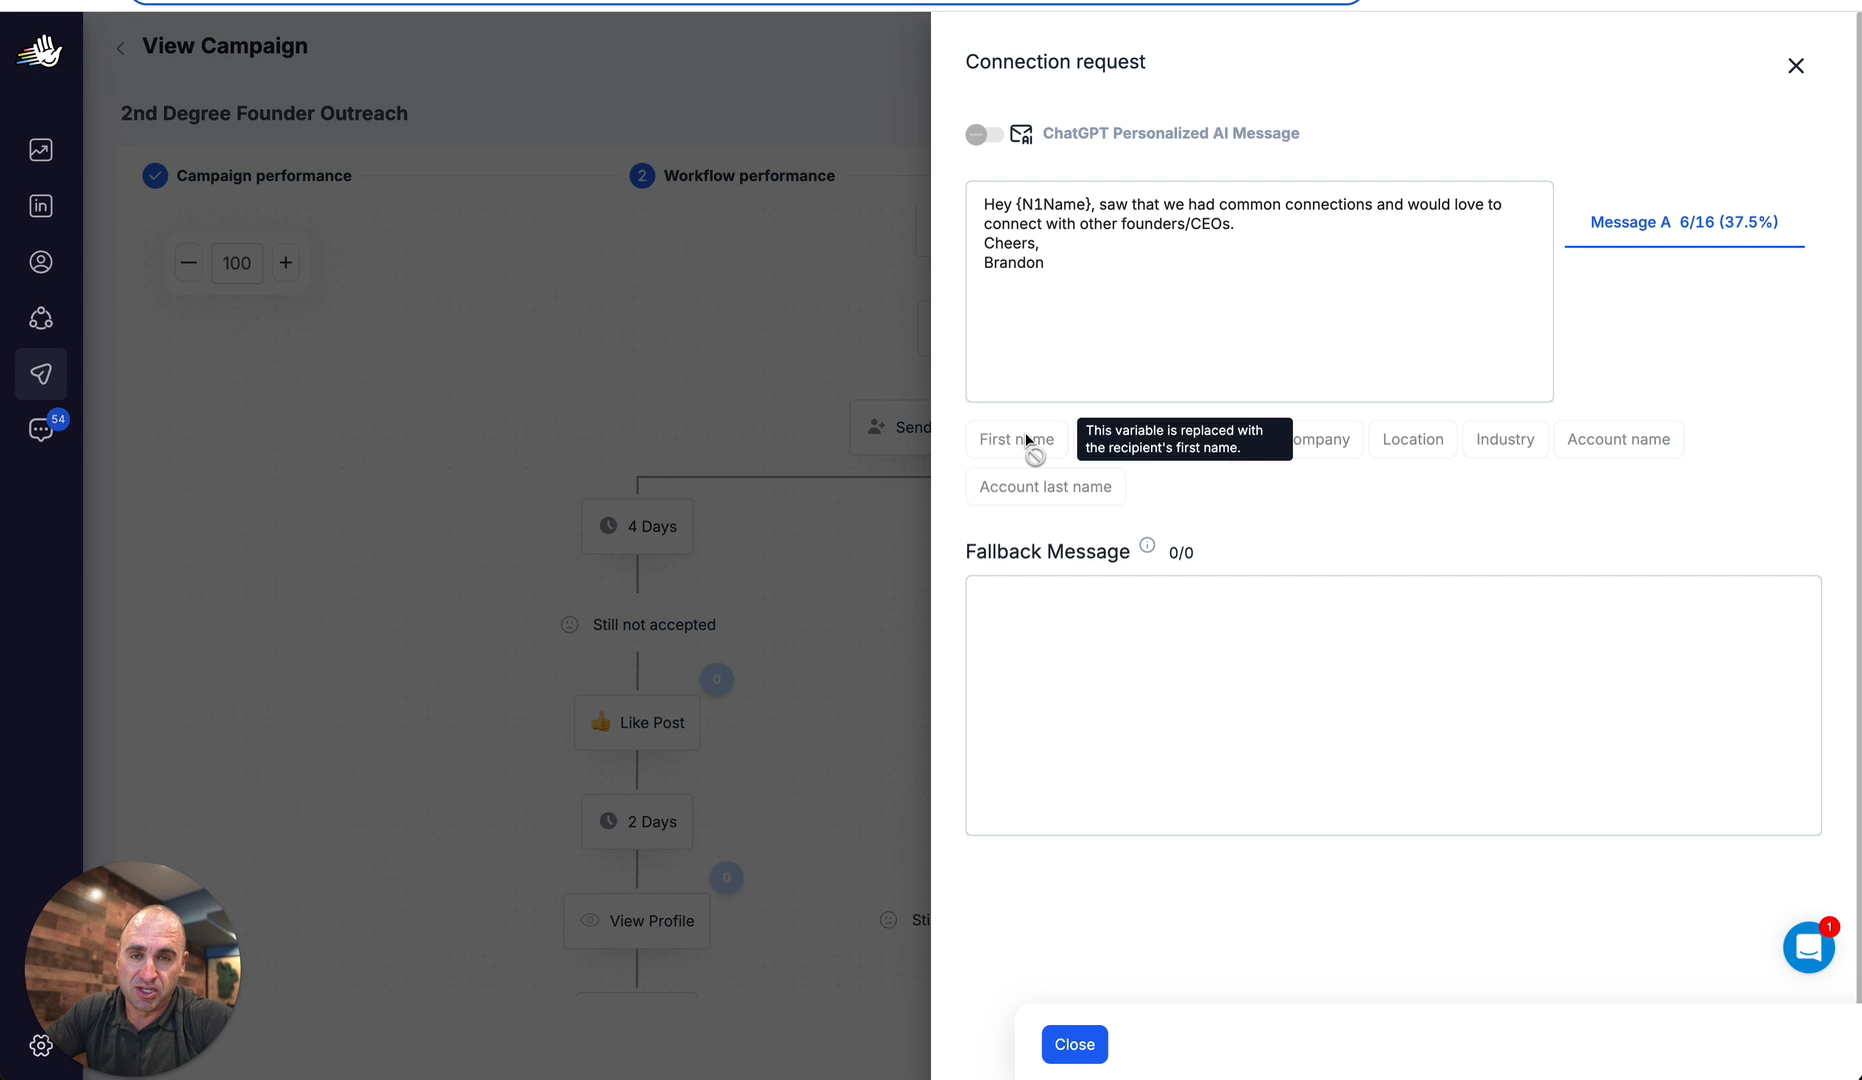 View Campaign
2nd Degree Founder Outreach
Campaign performance
2 Workflow performance
100
54
Send
4 Days
Still not accepted
0
Like Post
2 Days
0
View Profile
Sti
Connection request
ChatGPT Personalized AI Message
Hey {N1Name}, saw that we had common connections and would love to
connect with other founders/CEOs.
Cheers,
Brandon
Message A 6/16 (37.5%)
First name
This variable is replaced with
the recipient's first name.
ompany
Location
Industry
Account name
Account last name
Fallback Message 0/0
1
Close